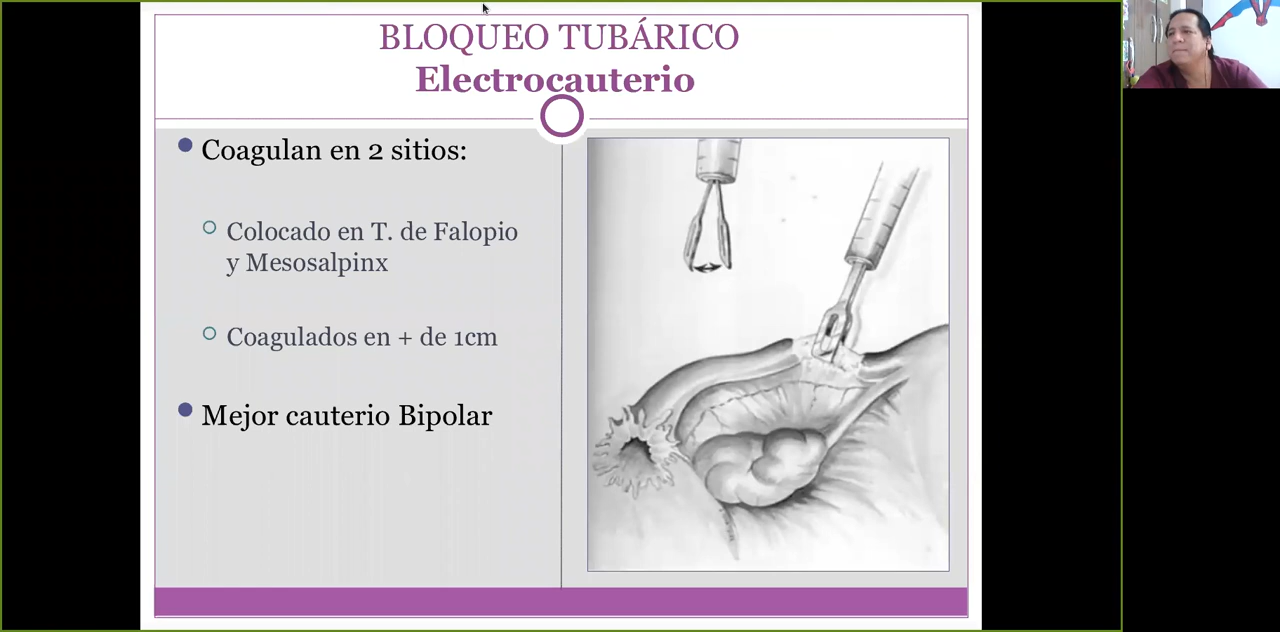 BLOQUEO TUBÁRICO
Electrocauterio
Coagulan en 2 sitios:
Colocado en T. de Falopio
y Mesosalpinx
Coagulados en + de 1cm
Mejor cauterio Bipolar